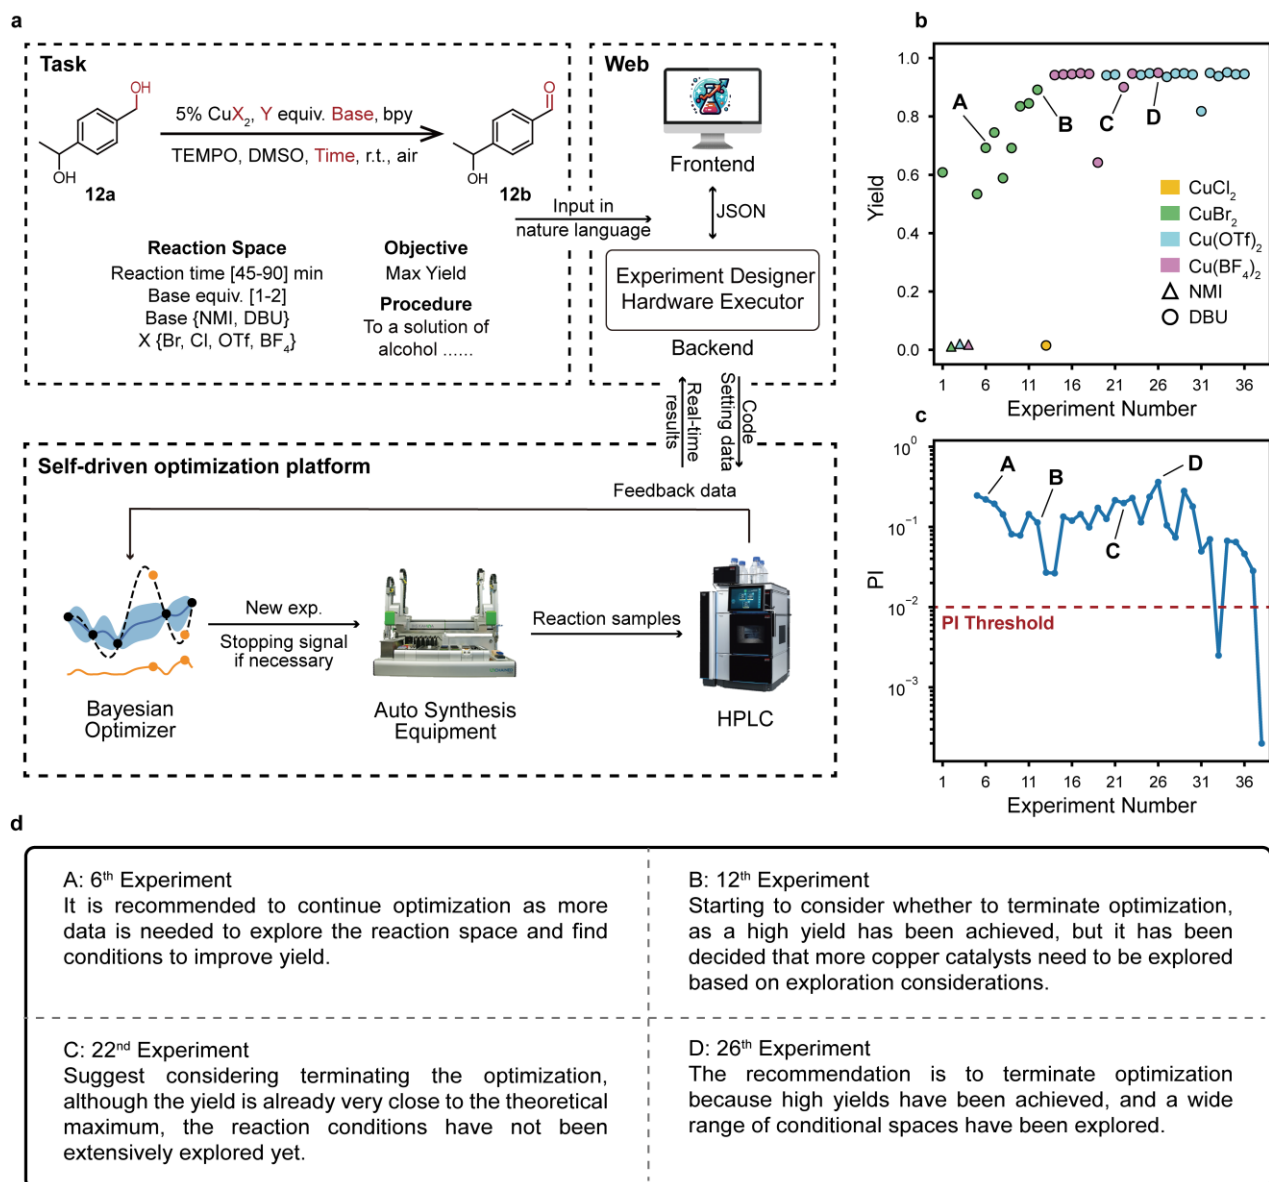 a
Task
OH
OH
12a
5% CuX₂, Y equiv. Base, bpy
TEMPO, DMSO, Time, r.t., air
O
OH
12b
Reaction Space
Reaction time [45-90] min
Base equiv. [1-2]
Base {NMI, DBU}
X {Br, Cl, OTf, BF₄}
Objective
Max Yield
Procedure
To a solution of
alcohol ......
Input in
nature language
Web
Frontend
JSON
Experiment Designer
Hardware Executor
Backend
Real-time
results
Code
Setting data
Self-driven optimization platform
Feedback data
New exp.
Stopping signal
if necessary
Reaction samples
Bayesian
Optimizer
Auto Synthesis
Equipment
HPLC
b
Yield
1.0
0.8
0.6
0.4
0.2
0.0
A
B
C
D
CuCl₂
CuBr₂
Cu(OTf)₂
Cu(BF₄)₂
NMI
DBU
1 6 11 16 21 26 31 36
Experiment Number
c
PI
10⁰
10⁻¹
10⁻²
10⁻³
A
B
C
D
PI Threshold
1 6 11 16 21 26 31 36
Experiment Number
d
A: 6th Experiment
It is recommended to continue optimization as more
data is needed to explore the reaction space and find
conditions to improve yield.
B: 12th Experiment
Starting to consider whether to terminate optimization,
as a high yield has been achieved, but it has been
decided that more copper catalysts need to be explored
based on exploration considerations.
C: 22nd Experiment
Suggest considering terminating the optimization,
although the yield is already very close to the theoretical
maximum, the reaction conditions have not been
extensively explored yet.
D: 26th Experiment
The recommendation is to terminate optimization
because high yields have been achieved, and a wide
range of conditional spaces have been explored.